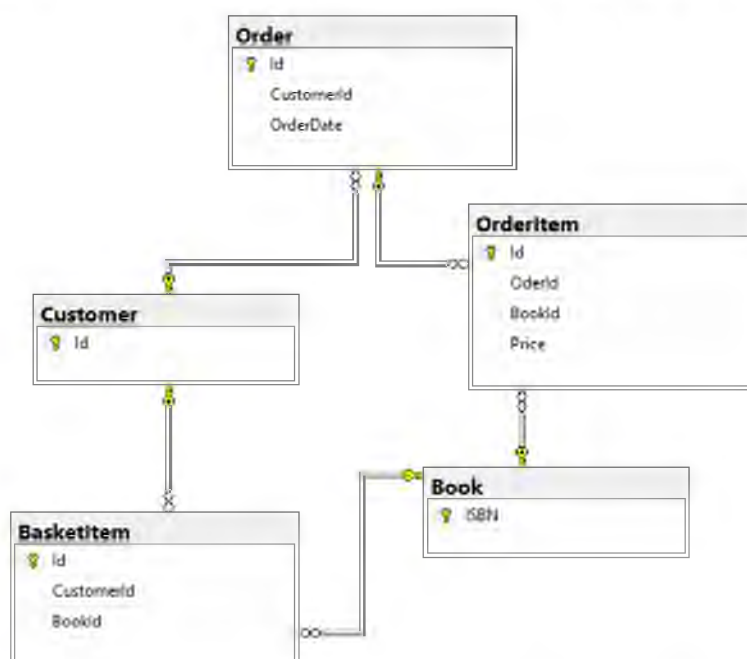 Order
Id
CustomerId
OrderDate
OrderItem
Id
OderId
BookId
Price
Customer
Id
Book
ISBN
BasketItem
Id
CustomerId
BookId